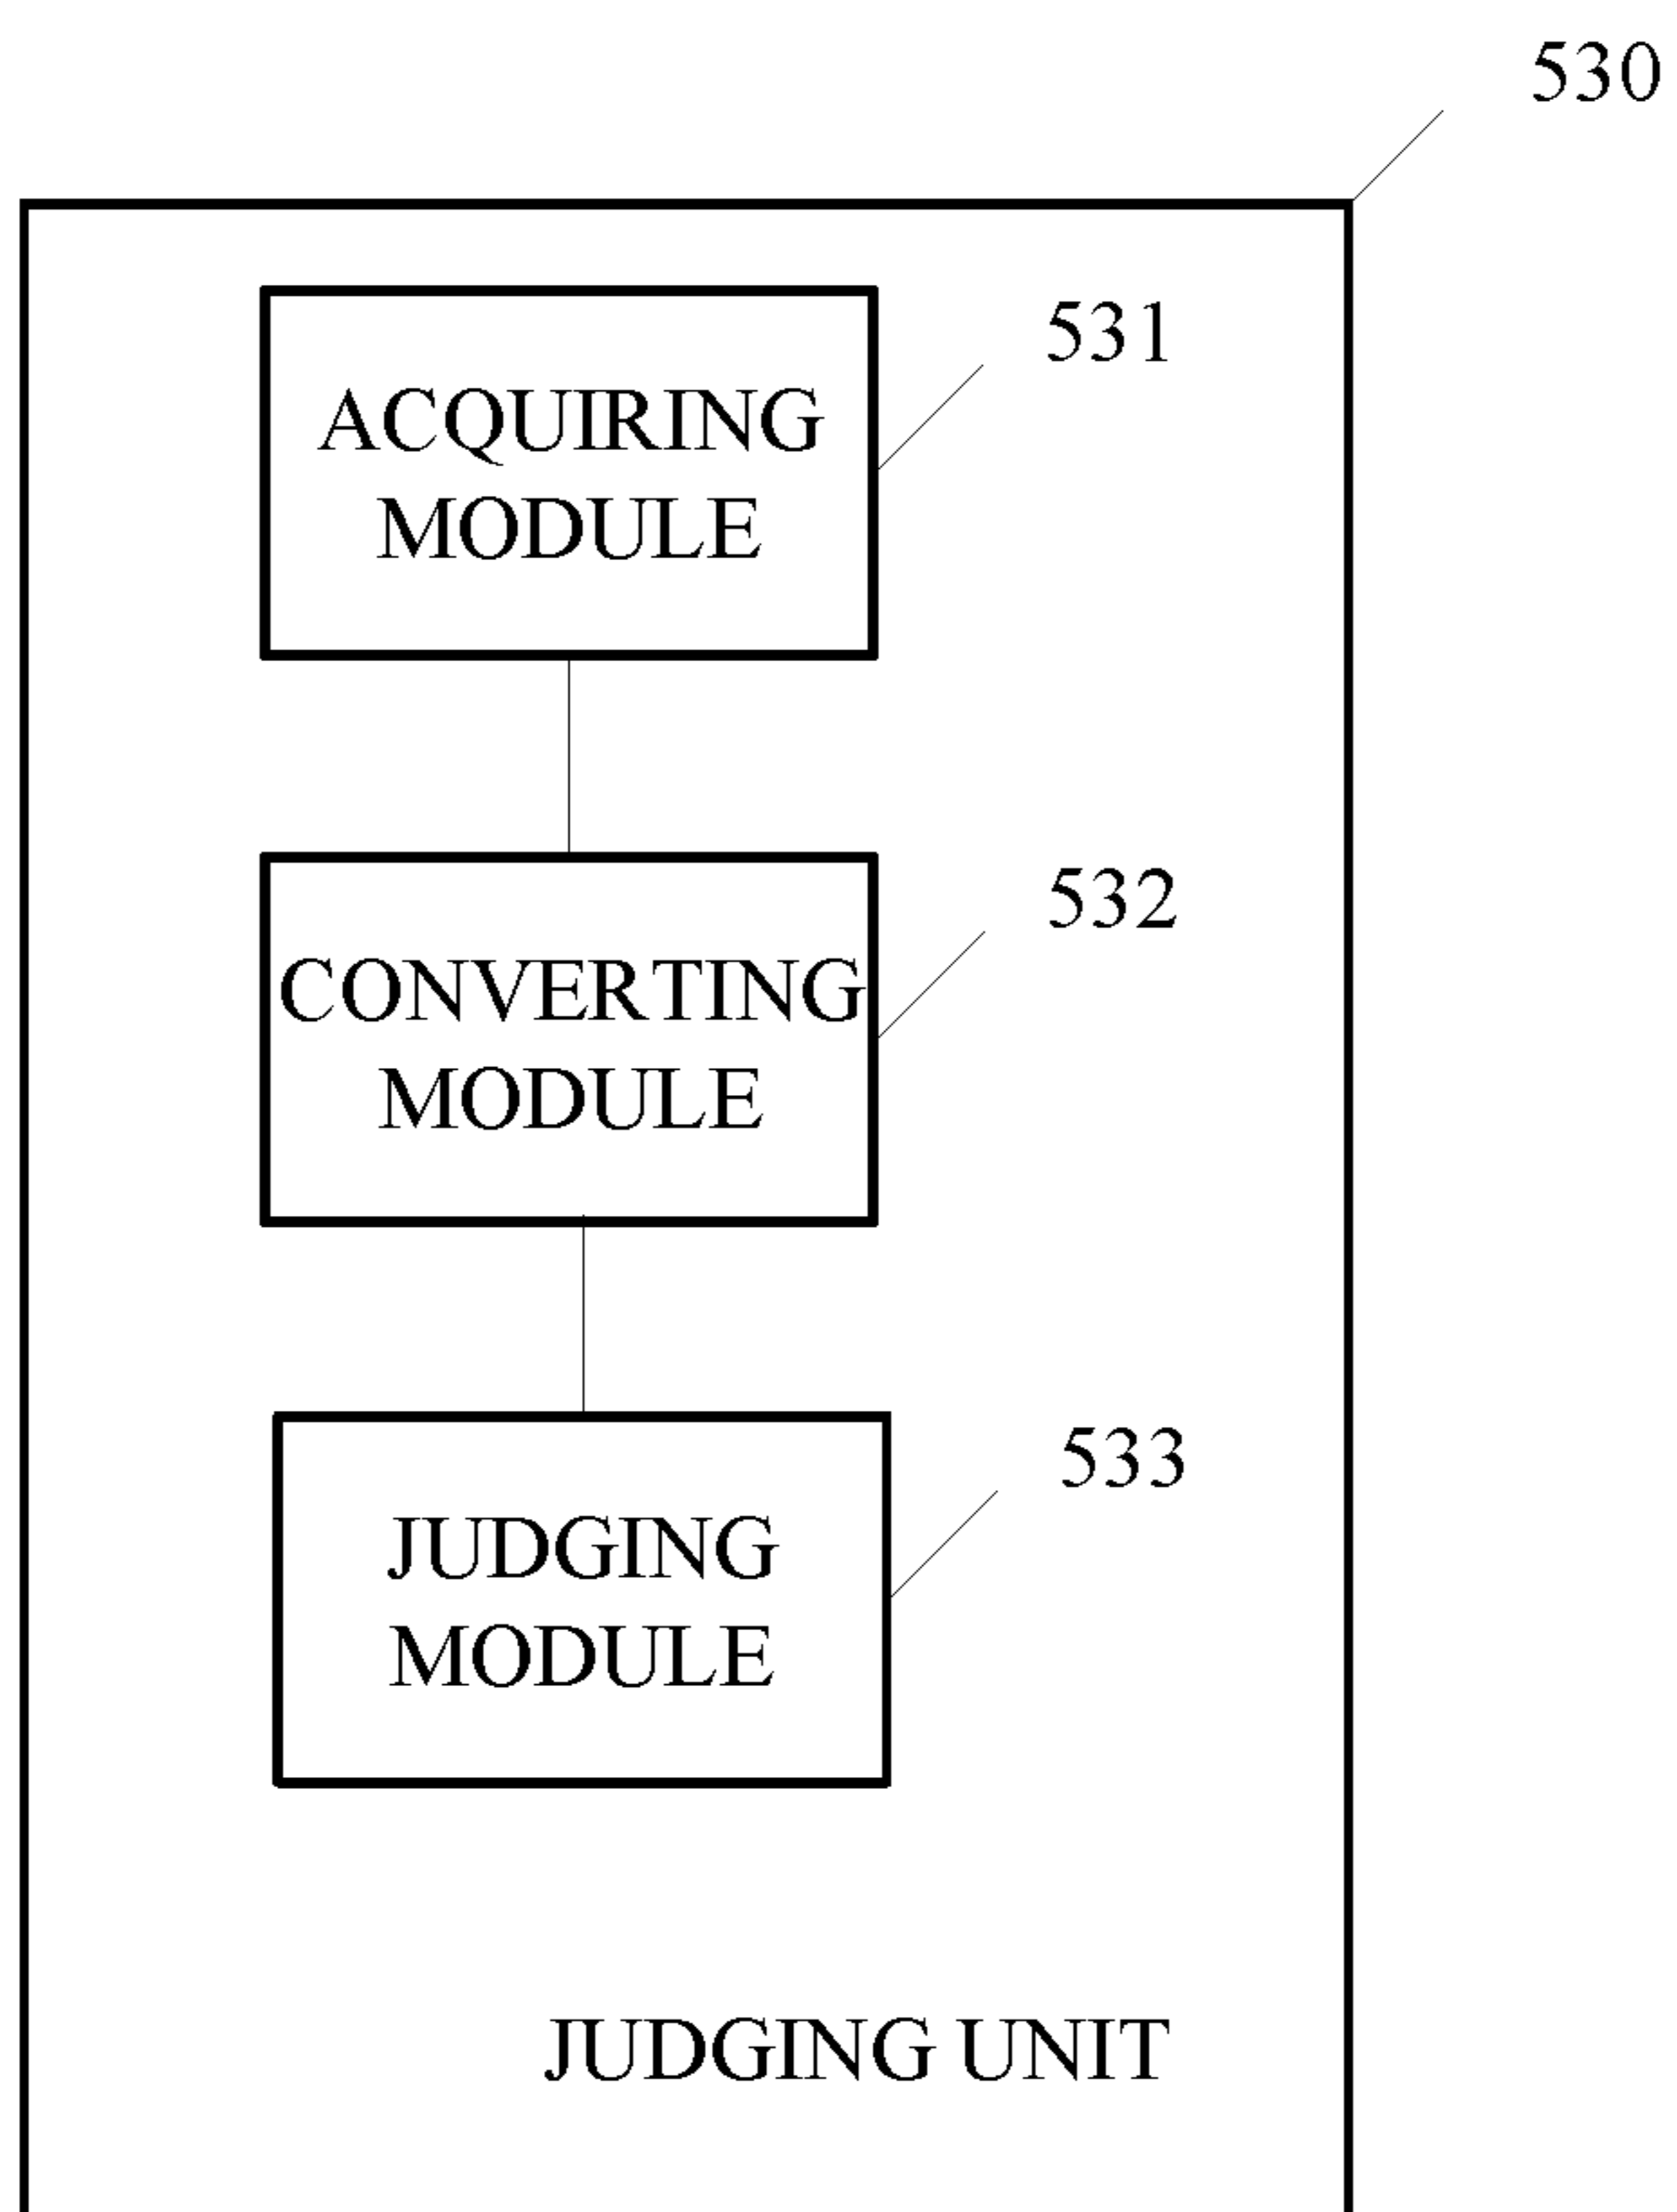 530
531
ACQUIRING
MODULE
532
CONVERTING
MODULE
533
JUDGING
MODULE
JUDGING UNIT